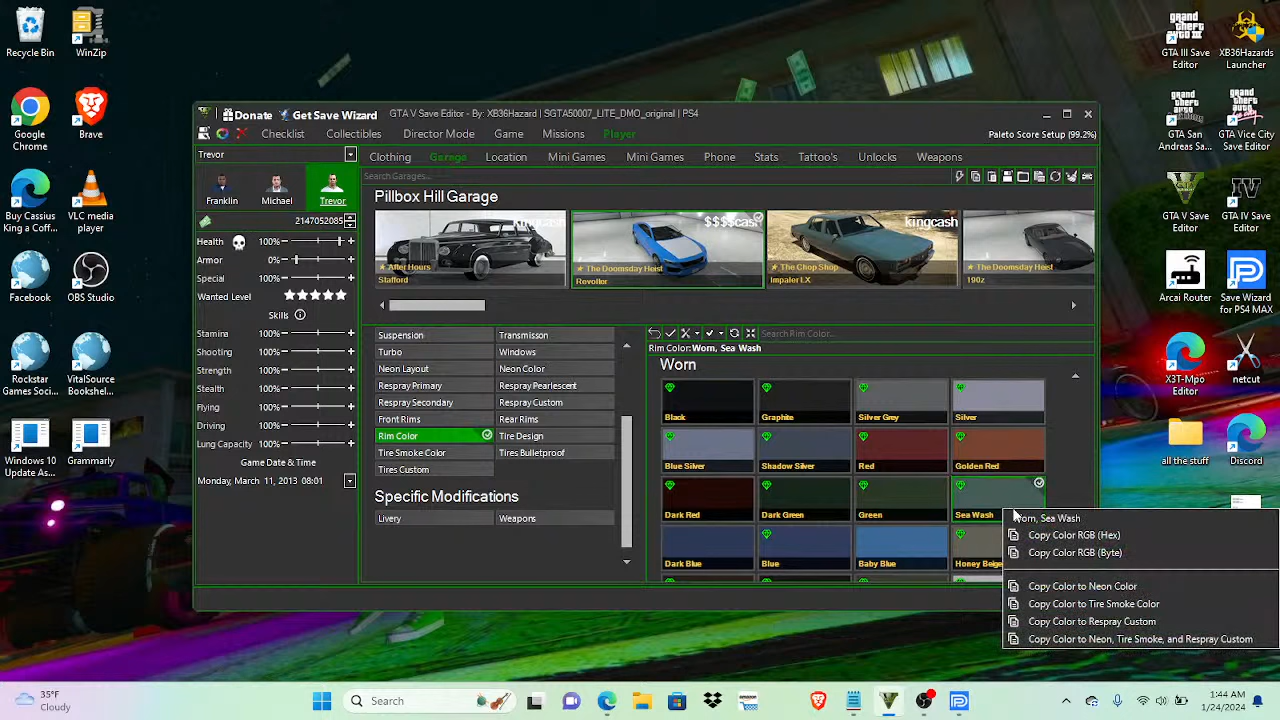 Recycle Bin
WinZip
Google Chrome
Brave
Buy Cassius King a late ni...
VLC media player
Facebook
OBS Studio
Rockstar Games Soci...
VitalSource Bookshel...
Windows 10 Update As...
Grammarly
Donate
Get Save Wizard
GTA V Save Editor - By: XB36Hazard | SGTA50007_LITE_DMO_original | PS4
Checklist
Collectibles
Director Mode
Game
Missions
Player
Paleto Score Setup (99.2%)
Trevor
Clothing
Garage
Location
Mini Games
Mini Games
Phone
Stats
Tattoo's
Unlocks
Weapons
Franklin
Michael
Trevor
2147052085
Health 100%
Armor 0%
Special 100%
Wanted Level
Skills
Stamina 100%
Shooting 100%
Strength 100%
Stealth 100%
Flying 100%
Driving 100%
Lung Capacity 100%
Game Date & Time
Search Garages...
Pillbox Hill Garage
kingcash
After Hours
Stafford
$$$$cash
The Doomsday Heist
Revolter
kingcash
The Chop Shop
Impaler LX
The Doomsday Heist
190z
Suspension
Transmisson
Turbo
Windows
Neon Layout
Neon Color
Respray Primary
Respray Pearlescent
Respray Secondary
Respray Custom
Front Rims
Rear Rims
Rim Color
Tire Design
Tire Smoke Color
Tires Bulletproof
Tires Custom
Specific Modifications
Livery
Weapons
Search Rim Color...
Rim Color:Worn, Sea Wash
Worn
Black
Graphite
Silver Grey
Silver
Blue Silver
Shadow Silver
Red
Golden Red
Dark Red
Dark Green
Green
Sea Wash
Dark Blue
Blue
Baby Blue
Honey Beige
Worn, Sea Wash
Copy Color RGB (Hex)
Copy Color RGB (Byte)
Copy Color to Neon Color
Copy Color to Tire Smoke Color
Copy Color to Respray Custom
Copy Color to Neon, Tire Smoke, and Respray Custom
GTA III Save Editor
XB36Hazards Launcher
GTA San Andreas Sa...
GTA Vice City Save Editor
GTA V Save Editor
GTA IV Save Editor
Arcai Router
Save Wizard for PS4 MAX
X3T-Mpo Editor
netcut
all the stuff
Discord
35°F
Cloudy
Search
1:44 AM
1/24/2024